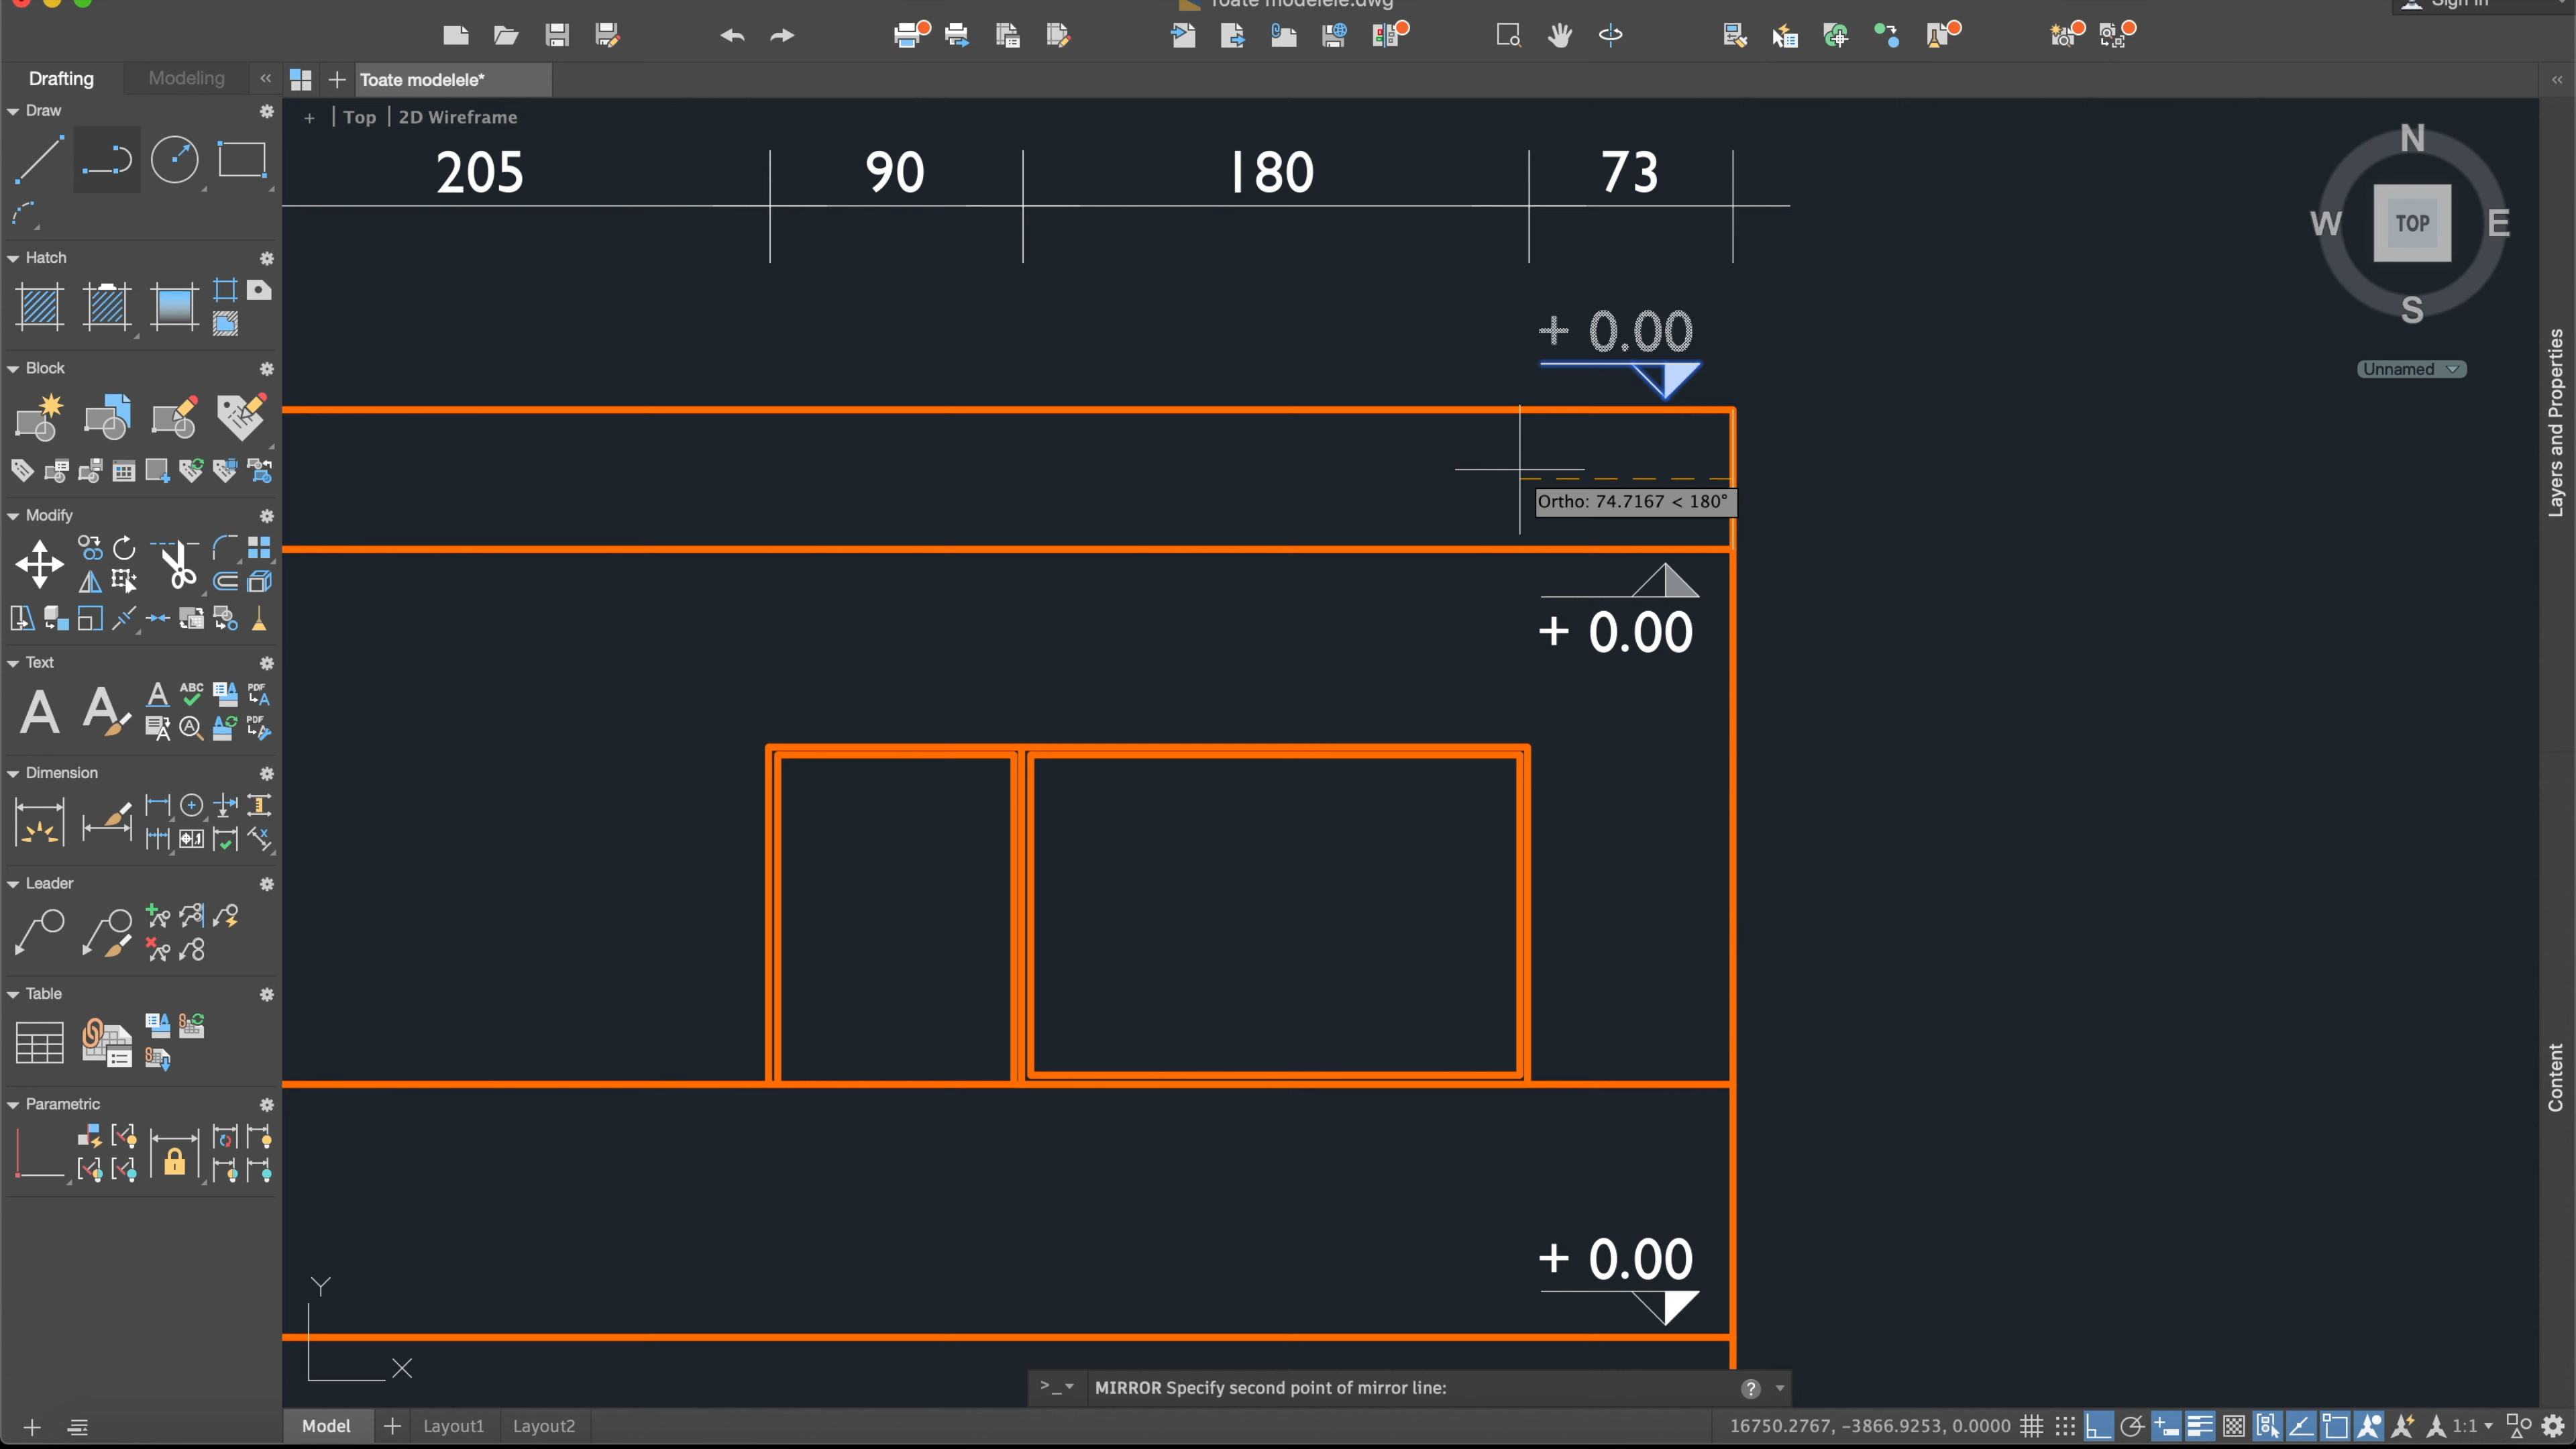 Toate modelele.dwg
Sign in
Drafting
Modeling
Toate modelele*
Draw
+ | Top | 2D Wireframe
205
90
180
73
N
W
TOP
E
S
Unnamed
Hatch
+ 0.00
Block
Ortho: 74.7167 < 180°
Modify
+ 0.00
Text
ABC
PDF
PDF
Dimension
Leader
Table
Parametric
+ 0.00
Y
X
Layers and Properties
Content
>_ MIRROR Specify second point of mirror line:
?
Model
Layout1
Layout2
16750.2767, -3866.9253, 0.0000
1:1